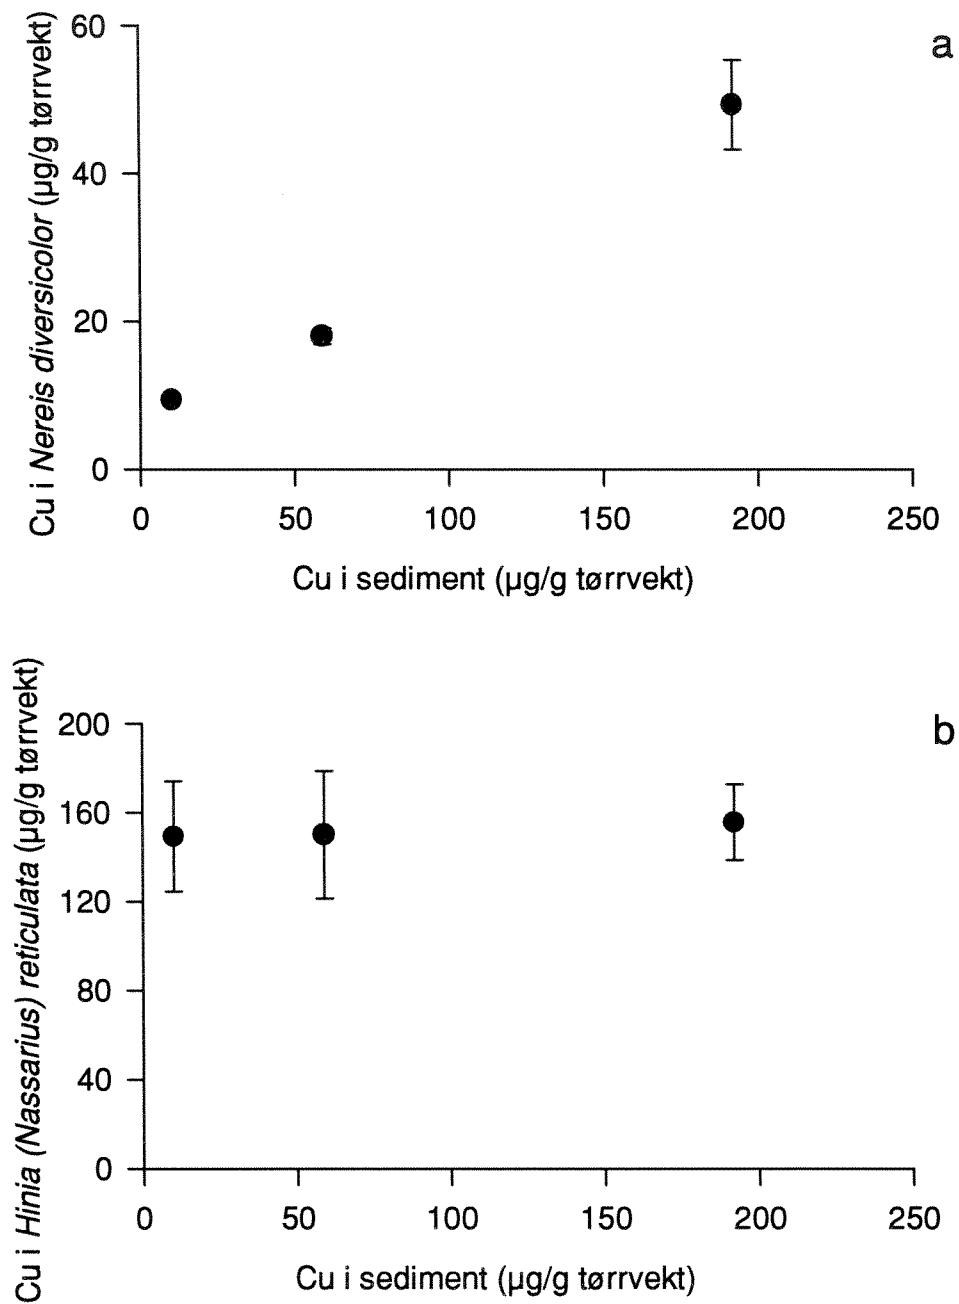 a
Cu i Nereis diversicolor (µg/g tørrvekt)
60
40
20
0
0 50 100 150 200 250
Cu i sediment (µg/g tørrvekt)
b
Cu i Hinia (Nassarius) reticulata (µg/g tørrvekt)
200
160
120
80
40
0
0 50 100 150 200 250
Cu i sediment (µg/g tørrvekt)